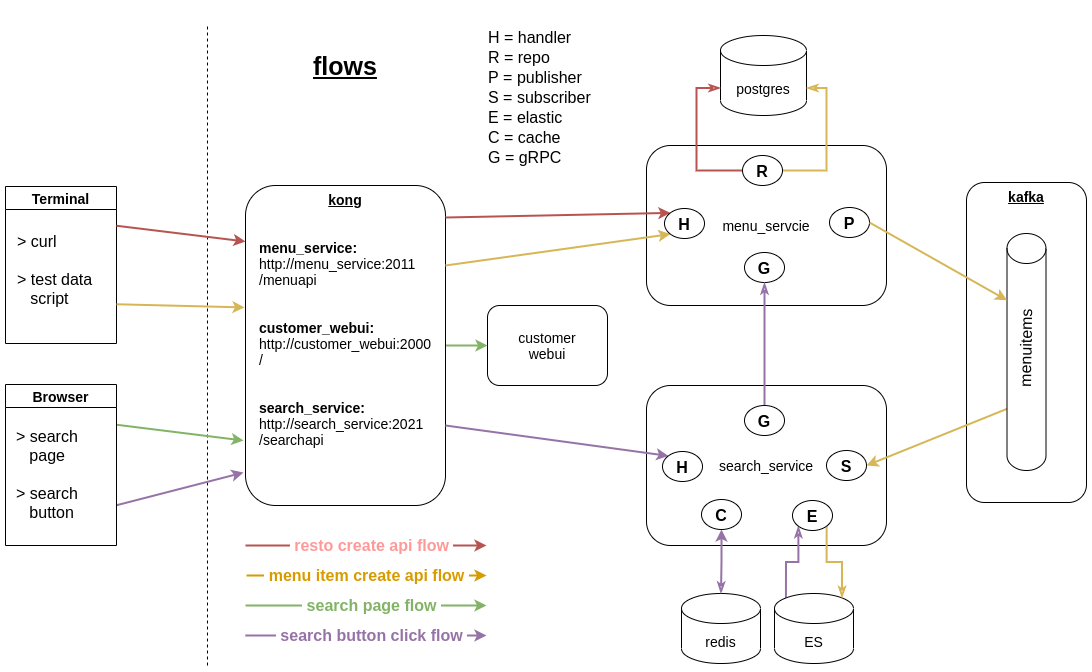 flows
H = handler
R = repo
P = publisher
S = subscriber
E = elastic
C = cache
G = gRPC
Terminal
> curl
> test data
script
Browser
> search
page
> search
button
kong
menu_service:
http://menu_service:2011
/menuapi
customer_webui:
http://customer_webui:2000
/
search_service:
http://search_service:2021
/searchapi
customer
webui
postgres
R
H
menu_servcie
P
G
G
H
search_service
S
C
E
redis
ES
kafka
menuitems
resto create api flow
menu item create api flow
search page flow
search button click flow